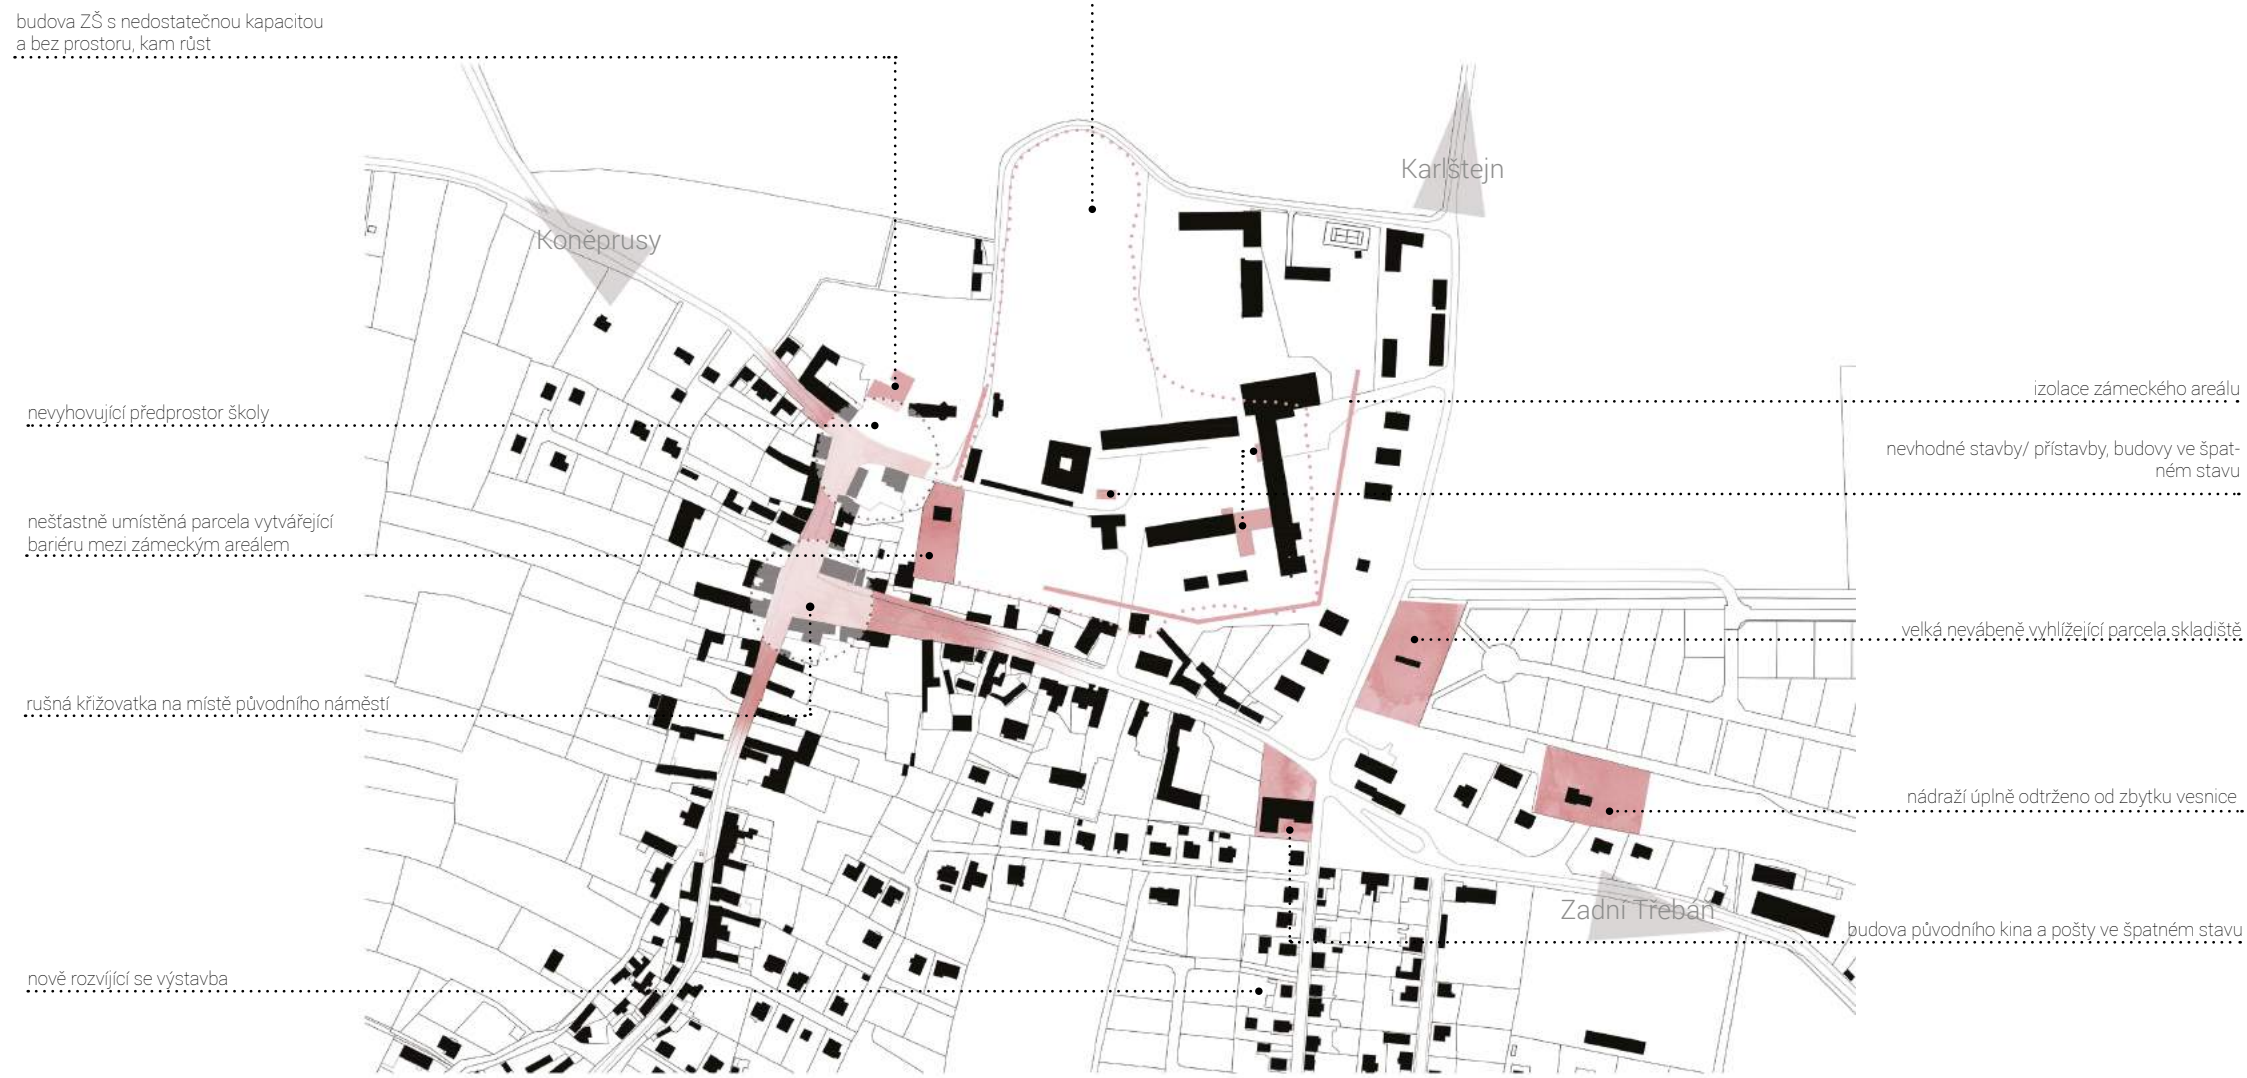 budova ZŠ s nedostatečnou kapacitou
a bez prostoru, kam růst
Karlštejn
Koněprusy
izolace zámeckého areálu
nevyhovující předprostor školy
nevhodné stavby/ přístavby, budovy ve špat-
ném stavu
nešťastně umístěná parcela vytvářející
bariéru mezi zámeckým areálem
velká nevábeně vyhlížející parcela skladiště
rušná křižovatka na místě původního náměstí
nádraží úplně odtrženo od zbytku vesnice
Zadní Třebáň
budova původního kina a pošty ve špatném stavu
nově rozvíjící se výstavba